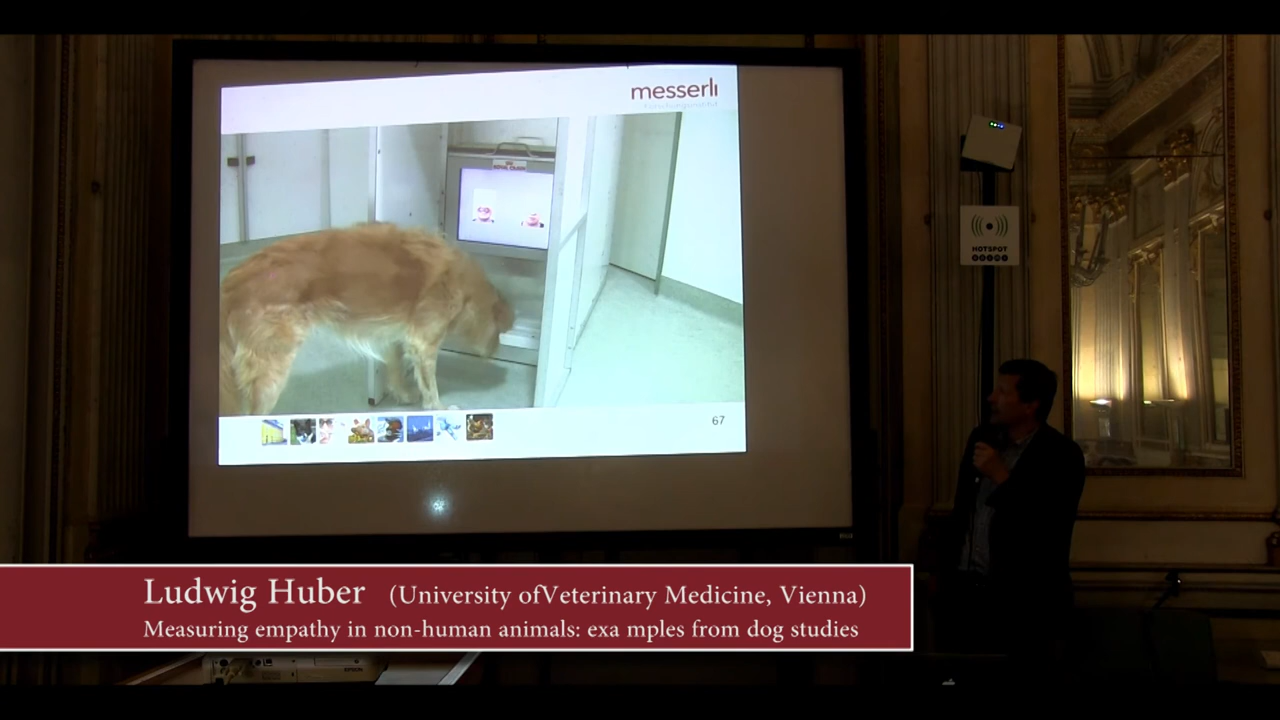 messerli
67
HOTSPOT
Ludwig Huber (University ofVeterinary Medicine, Vienna)
Measuring empathy in non-human animals: exa mples from dog studies
EPSON